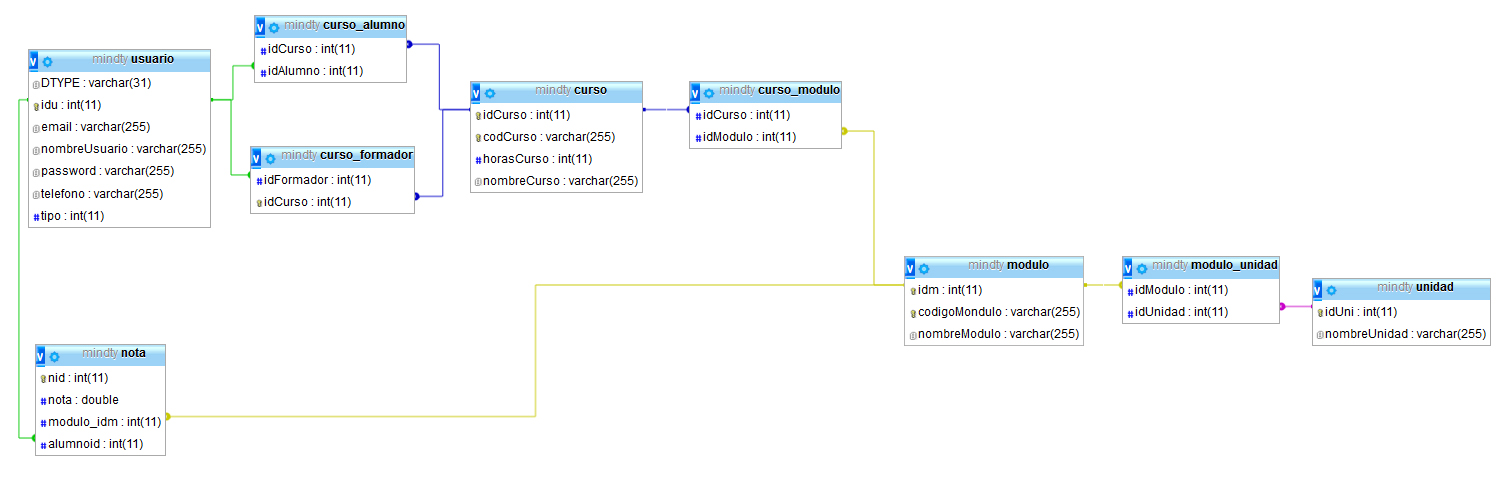 mindty curso_alumno
idCurso : int(11)
idAlumno : int(11)
mindty usuario
DTYPE : varchar(31)
idu : int(11)
email : varchar(255)
nombreUsuario : varchar(255)
password : varchar(255)
telefono : varchar(255)
# tipo : int(11)
mindty curso_formador
# idFormador : int(11)
idCurso : int(11)
mindty curso
idCurso : int(11)
codCurso : varchar(255)
# horasCurso : int(11)
nombreCurso : varchar(255)
mindty curso_modulo
# idCurso : int(11)
# idModulo : int(11)
mindty modulo
idm : int(11)
codigoMondulo : varchar(255)
nombreModulo : varchar(255)
mindty modulo_unidad
# idModulo : int(11)
# idUnidad : int(11)
mindty unidad
idUni : int(11)
nombreUnidad : varchar(255)
mindty nota
nid : int(11)
# nota : double
# modulo_idm : int(11)
# alumnoid : int(11)